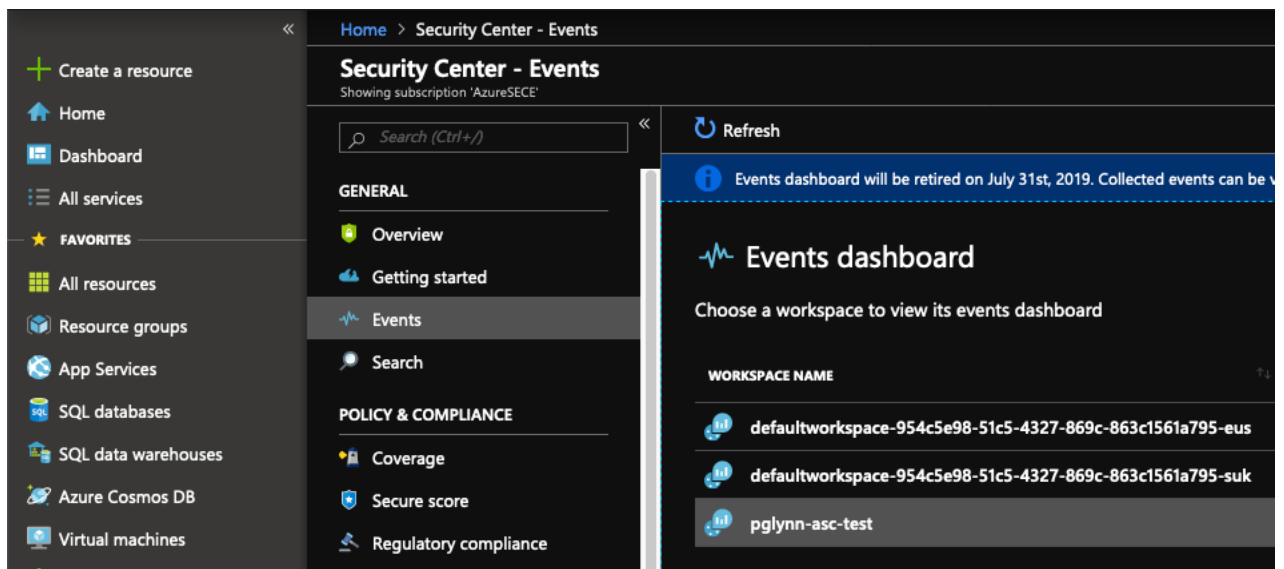 «
Create a resource
Home
Dashboard
All services
FAVORITES
All resources
Resource groups
App Services
SQL
SQL databases
SQL data warehouses
Azure Cosmos DB
Virtual machines
Home > Security Center - Events
Security Center - Events
Showing subscription 'AzureSECE'
Search (Ctrl+/)
«
GENERAL
Overview
Getting started
Events
Search
POLICY & COMPLIANCE
Coverage
Secure score
Regulatory compliance
Refresh
Events dashboard will be retired on July 31st, 2019. Collected events can be
Events dashboard
Choose a workspace to view its events dashboard
WORKSPACE NAME
defaultworkspace-954c5e98-51c5-4327-869c-863c1561a795-eus
defaultworkspace-954c5e98-51c5-4327-869c-863c1561a795-suk
pglynn-asc-test